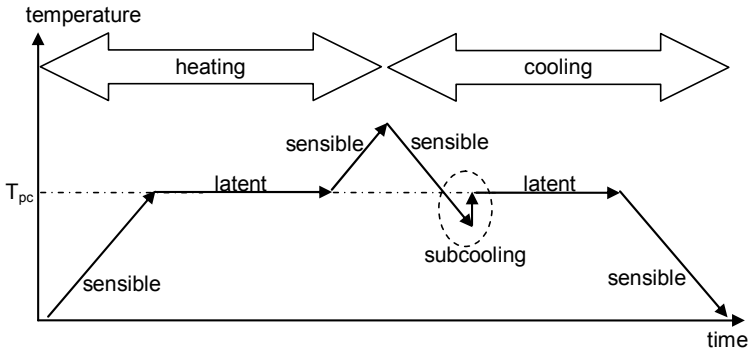 temperature
heating
cooling
sensible
sensible
latent
latent
T_pc
subcooling
sensible
sensible
time